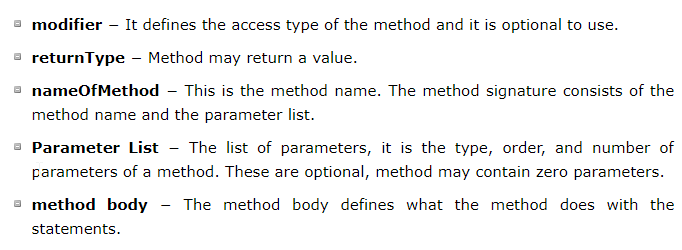 modifier − It defines the access type of the method and it is optional to use.
returnType − Method may return a value.
nameOfMethod − This is the method name. The method signature consists of the
method name and the parameter list.
Parameter List − The list of parameters, it is the type, order, and number of
parameters of a method. These are optional, method may contain zero parameters.
method body − The method body defines what the method does with the
statements.